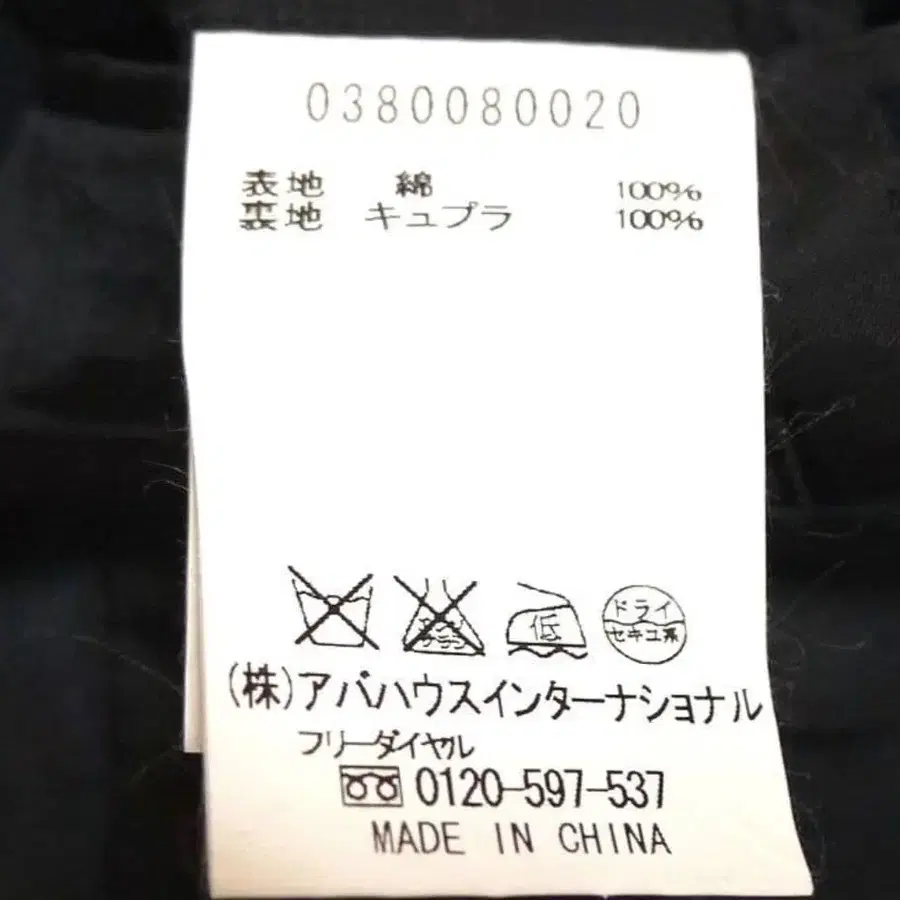 0380080020
表地 綿 100%
裏地 キュプラ 100%
低 ドライ
セキユ系
(株)アバハウスインターナショナル
フリーダイヤル
0120-597-537
MADE IN CHINA